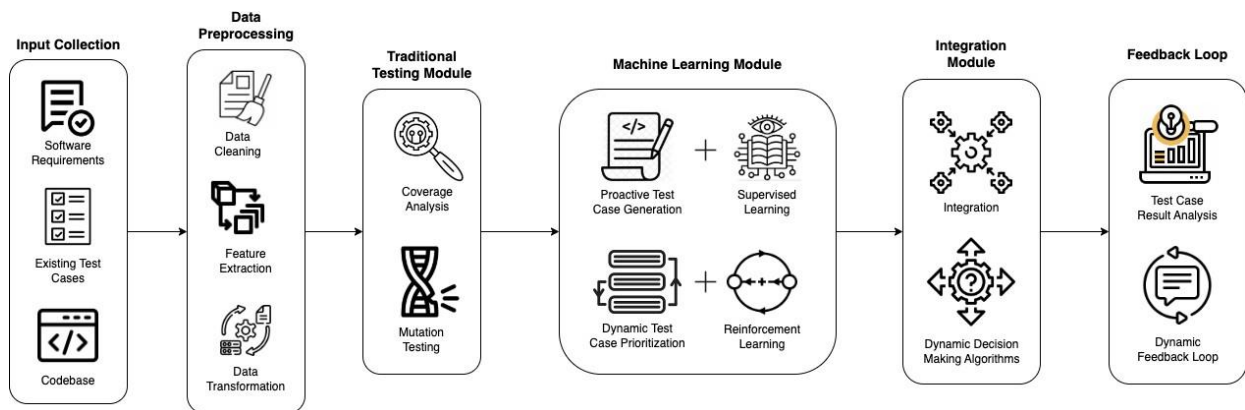 Input Collection
Software
Requirements
Existing Test
Cases
</>
Codebase
Data
Preprocessing
Data
Cleaning
Feature
Extraction
Data
Transformation
Traditional
Testing Module
Coverage
Analysis
Mutation
Testing
Machine Learning Module
</>
+
Proactive Test
Case Generation
Supervised
Learning
+
Dynamic Test
Case Prioritization
Reinforcement
Learning
Integration
Module
Integration
?
Dynamic Decision
Making Algorithms
Feedback Loop
Test Case
Result Analysis
Dynamic
Feedback Loop